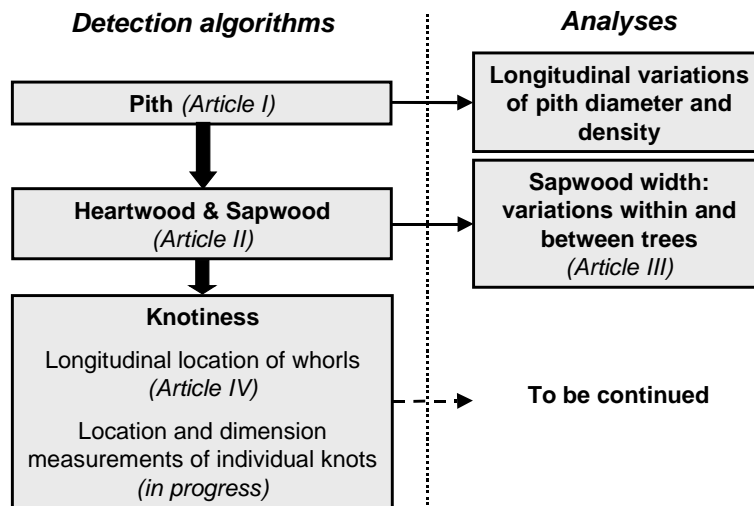 Detection algorithms
Analyses
Pith (Article I)
Longitudinal variations
of pith diameter and
density
Heartwood & Sapwood
(Article II)
Sapwood width:
variations within and
between trees
(Article III)
Knotiness
Longitudinal location of whorls
(Article IV)
Location and dimension
measurements of individual knots
(in progress)
To be continued